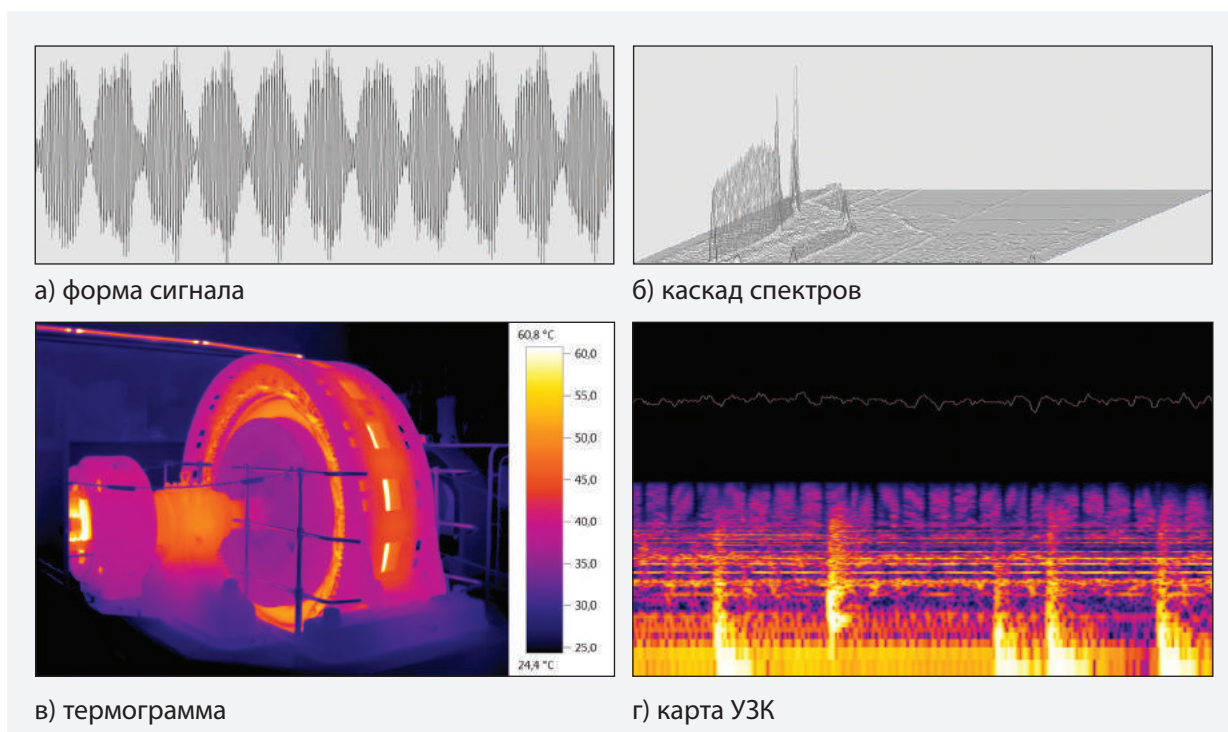 а) форма сигнала
б) каскад спектров
60,8 °C
60,0
55,0
50,0
45,0
40,0
35,0
30,0
25,0
24,4 °C
в) термограмма
г) карта УЗК